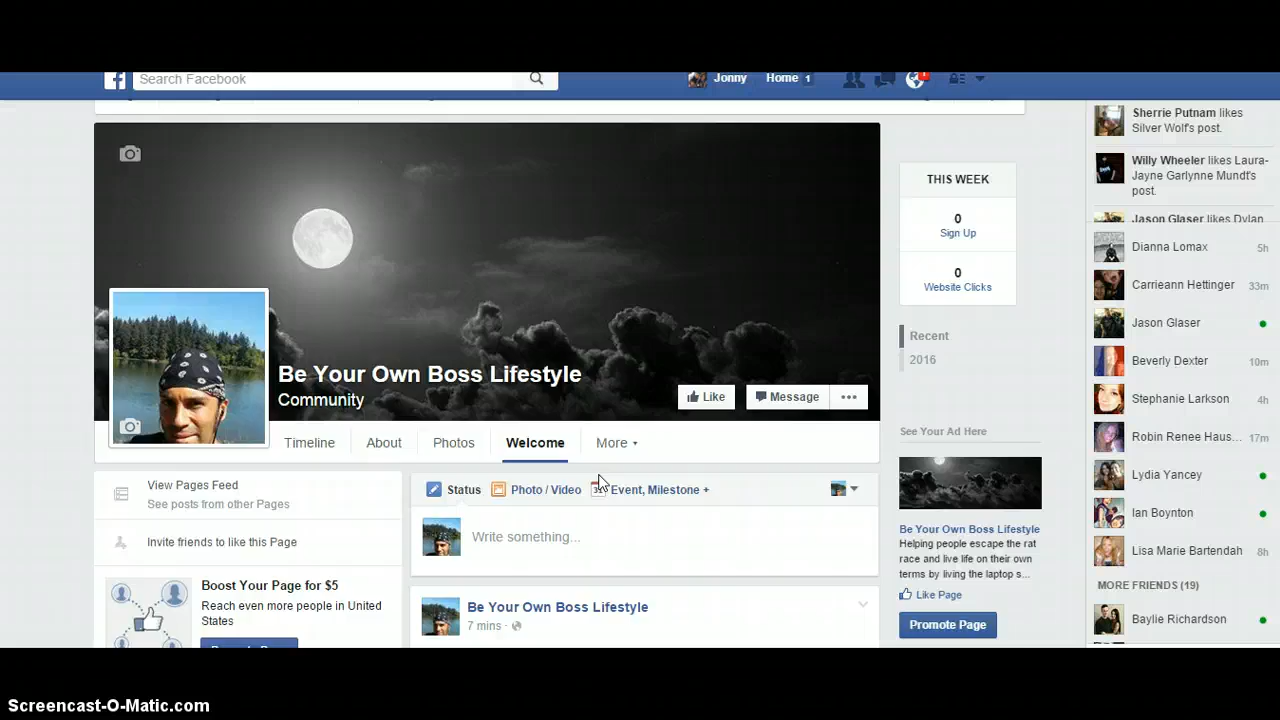 Search Facebook
Jonny
Home 1
1
Be Your Own Boss Lifestyle
Community
Like
Message
Timeline
About
Photos
Welcome
More
View Pages Feed
See posts from other Pages
Invite friends to like this Page
Boost Your Page for $5
Reach even more people in United
States
Status
Photo / Video
31
Event, Milestone +
Write something...
Be Your Own Boss Lifestyle
7 mins ·
THIS WEEK
0
Sign Up
0
Website Clicks
Recent
2016
See Your Ad Here
Be Your Own Boss Lifestyle
Helping people escape the rat
race and live life on their own
terms by living the laptop s...
Like Page
Promote Page
Sherrie Putnam likes
Silver Wolf's post.
Willy Wheeler likes Laura-
Jayne Garlynne Mundt's
post.
Jason Glaser likes Dylan
Dianna Lomax 5h
Carrieann Hettinger 33m
Jason Glaser
Beverly Dexter 10m
Stephanie Larkson 4h
Robin Renee Haus... 17m
Lydia Yancey
Ian Boynton
Lisa Marie Bartendah 8h
MORE FRIENDS (19)
Baylie Richardson
Screencast-O-Matic.com